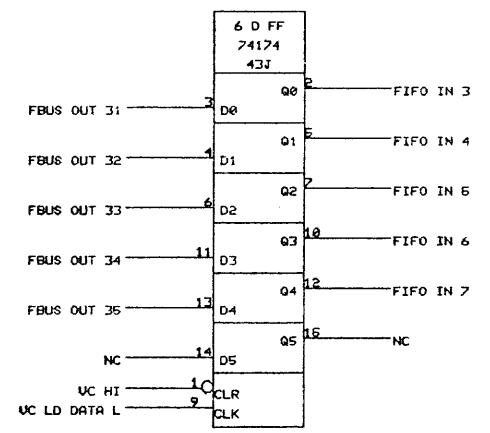 6 D FF
74174
43J
Q0 2 FIFO IN 3
FBUS OUT 31 3 D0
Q1 5 FIFO IN 4
FBUS OUT 32 4 D1
Q2 7 FIFO IN 5
FBUS OUT 33 6 D2
Q3 10 FIFO IN 6
FBUS OUT 34 11 D3
Q4 12 FIFO IN 7
FBUS OUT 35 13 D4
Q5 15 NC
NC 14 D5
VC HI 1 CLR
VC LD DATA L 9 CLK